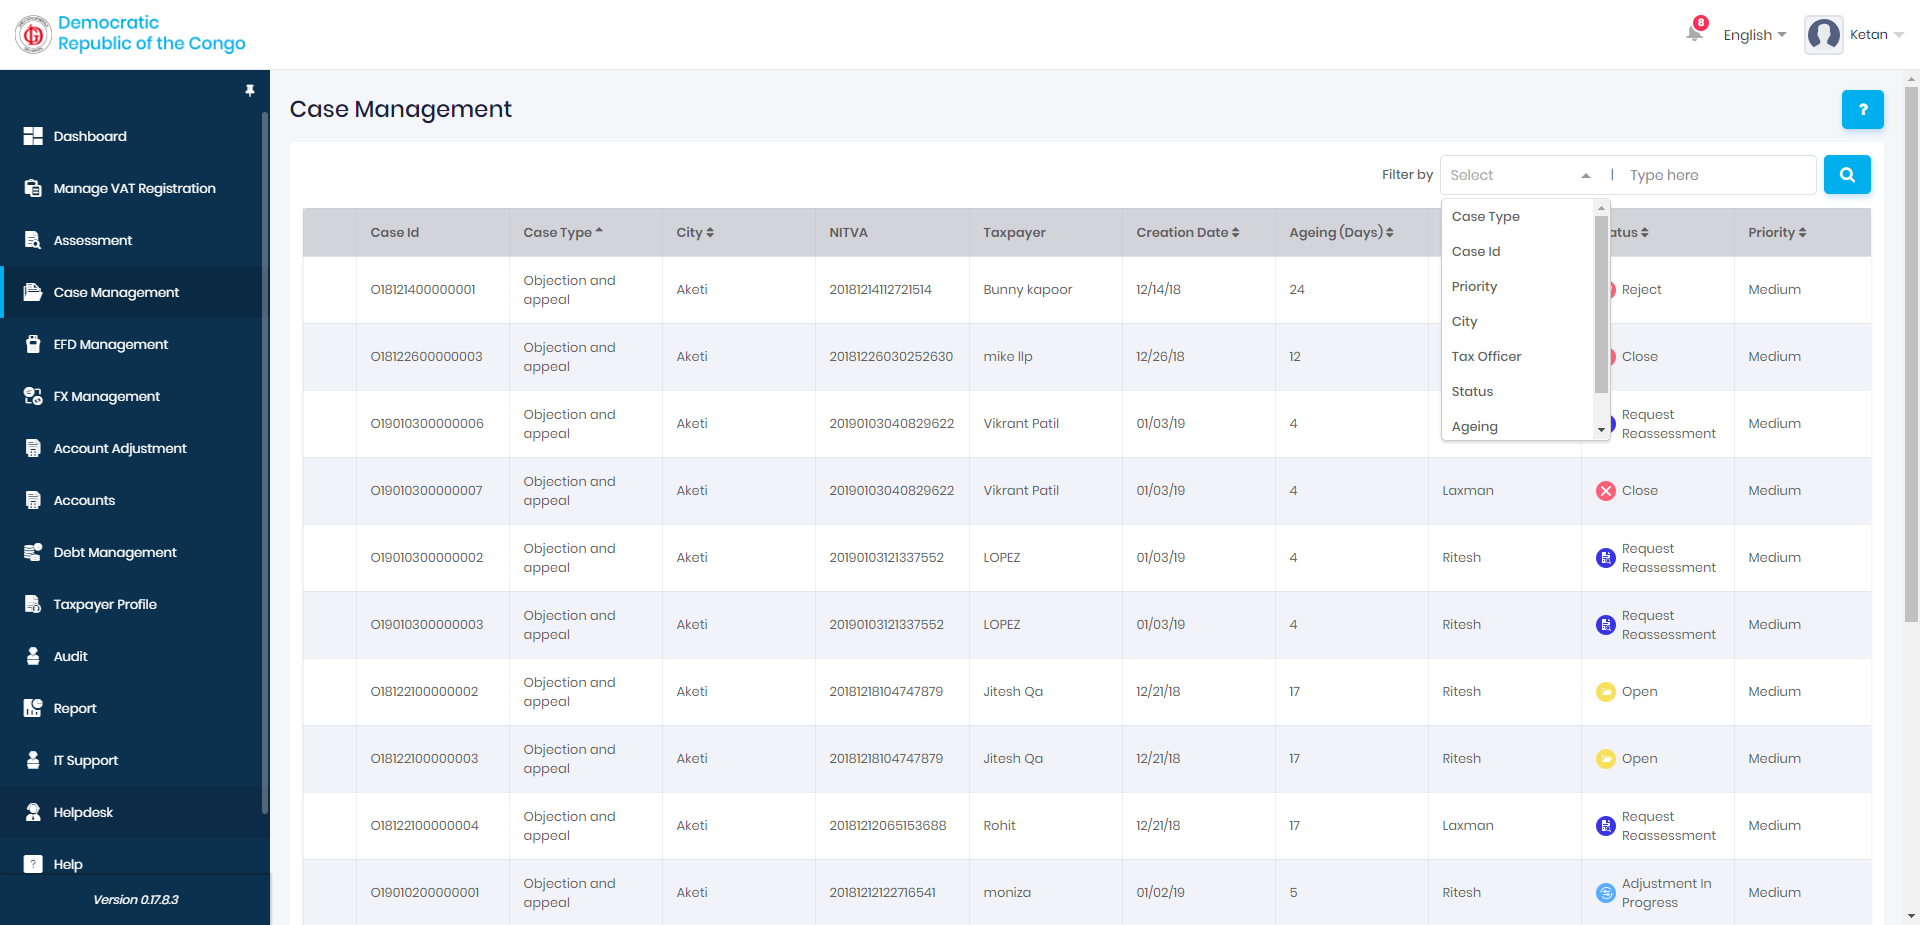 Democratic
Republic of the Congo
8
English
Ketan
Dashboard
Manage VAT Registration
Assessment
Case Management
EFD Management
FX Management
Account Adjustment
Accounts
Debt Management
Taxpayer Profile
Audit
Report
IT Support
Helpdesk
Help
Version 0.17.8.3
Case Management
?
Filter by Select | Type here
Case Type
Case Id
Priority
City
Tax Officer
Status
Ageing
Case Id Case Type City NITVA Taxpayer Creation Date Ageing (Days) atus Priority
O18121400000001 Objection and appeal Aketi 20181214112721514 Bunny kapoor 12/14/18 24 Reject Medium
O18122600000003 Objection and appeal Aketi 20181226030252630 mike llp 12/26/18 12 Close Medium
O19010300000006 Objection and appeal Aketi 20190103040829622 Vikrant Patil 01/03/19 4 Request Reassessment Medium
O19010300000007 Objection and appeal Aketi 20190103040829622 Vikrant Patil 01/03/19 4 Laxman Close Medium
O19010300000002 Objection and appeal Aketi 20190103121337552 LOPEZ 01/03/19 4 Ritesh Request Reassessment Medium
O19010300000003 Objection and appeal Aketi 20190103121337552 LOPEZ 01/03/19 4 Ritesh Request Reassessment Medium
O18122100000002 Objection and appeal Aketi 20181218104747879 Jitesh Qa 12/21/18 17 Ritesh Open Medium
O18122100000003 Objection and appeal Aketi 20181218104747879 Jitesh Qa 12/21/18 17 Ritesh Open Medium
O18122100000004 Objection and appeal Aketi 20181212065153688 Rohit 12/21/18 17 Laxman Request Reassessment Medium
O19010200000001 Objection and appeal Aketi 20181212122716541 moniza 01/02/19 5 Ritesh Adjustment In Progress Medium